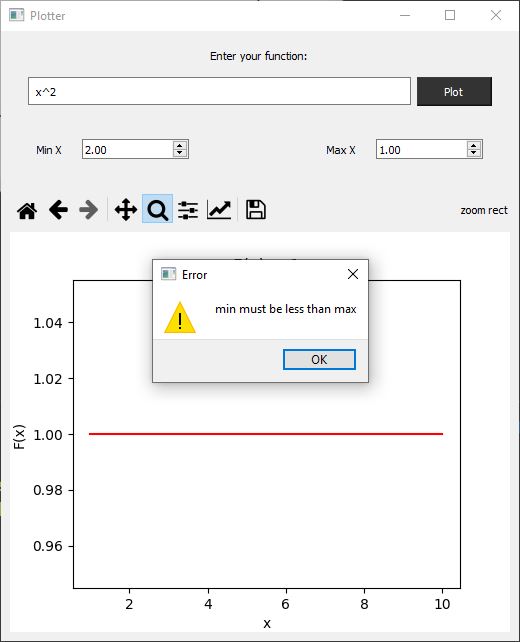 Plotter
Enter your function:
x^2
Plot
Min X
2.00
Max X
1.00
zoom rect
Error
min must be less than max
OK
1.04
1.02
1.00
0.98
0.96
F(x)
2 4 6 8 10
x